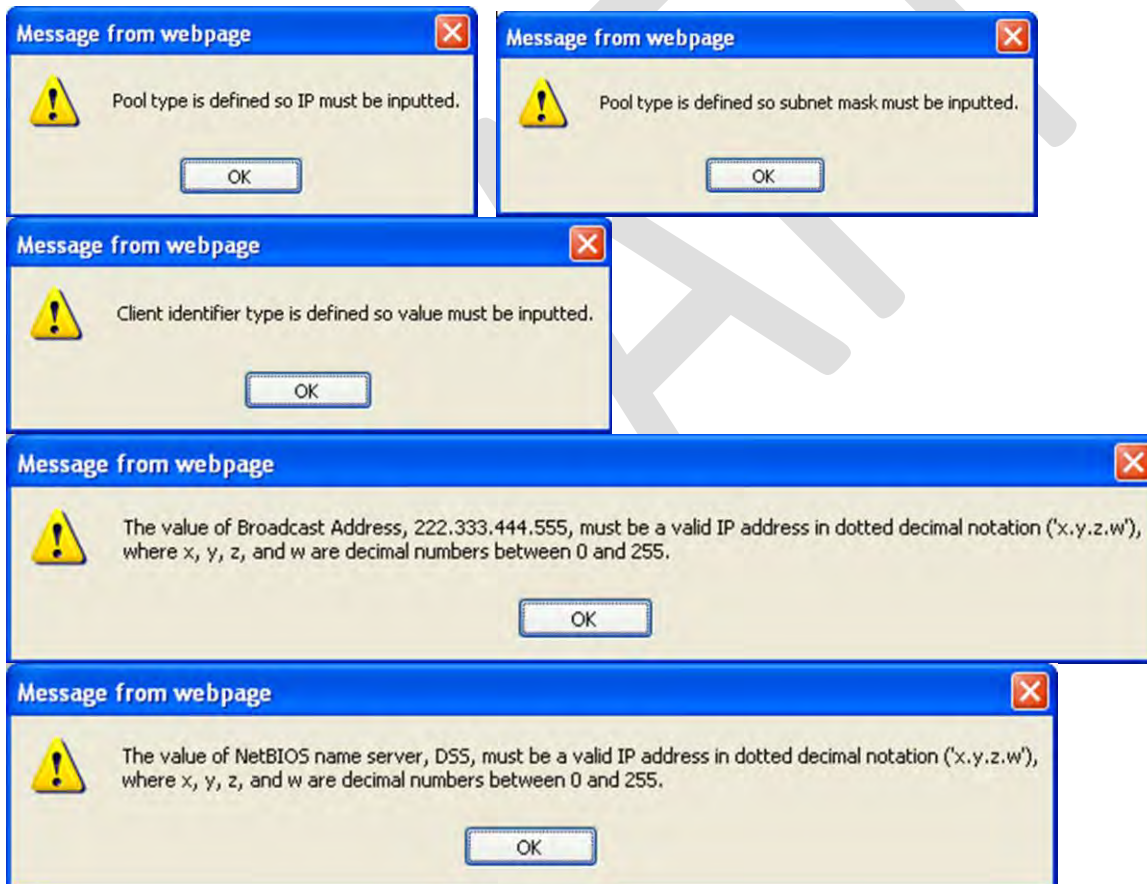 Message from webpage
Pool type is defined so IP must be inputted.
OK
Message from webpage
Pool type is defined so subnet mask must be inputted.
OK
Message from webpage
Client identifier type is defined so value must be inputted.
OK
Message from webpage
The value of Broadcast Address, 222.333.444.555, must be a valid IP address in dotted decimal notation ('x.y.z.w'),
where x, y, z, and w are decimal numbers between 0 and 255.
OK
Message from webpage
The value of NetBIOS name server, DSS, must be a valid IP address in dotted decimal notation ('x.y.z.w'),
where x, y, z, and w are decimal numbers between 0 and 255.
OK